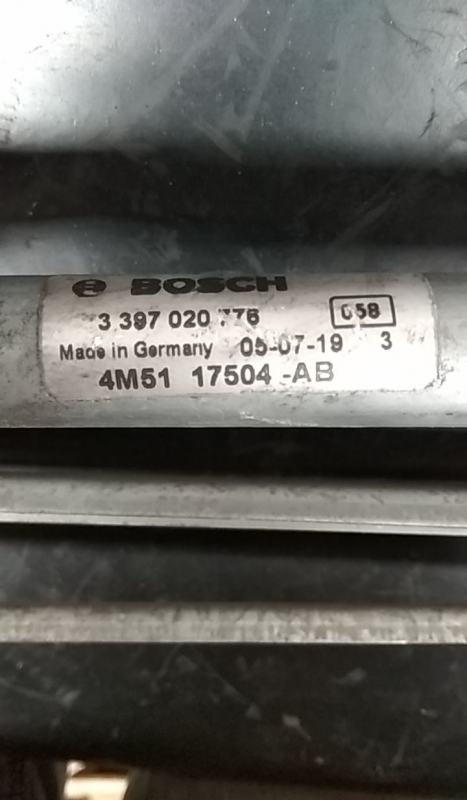 BOSCH
3 397 020 776
058
Made in Germany 05-07-19 3
4M51 17504-AB